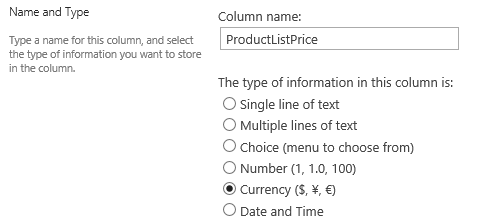 Name and Type
Type a name for this column, and select
the type of information you want to store
in the column.
Column name:
ProductListPrice
The type of information in this column is:
Single line of text
Multiple lines of text
Choice (menu to choose from)
Number (1, 1.0, 100)
Currency ($, ¥, €)
Date and Time